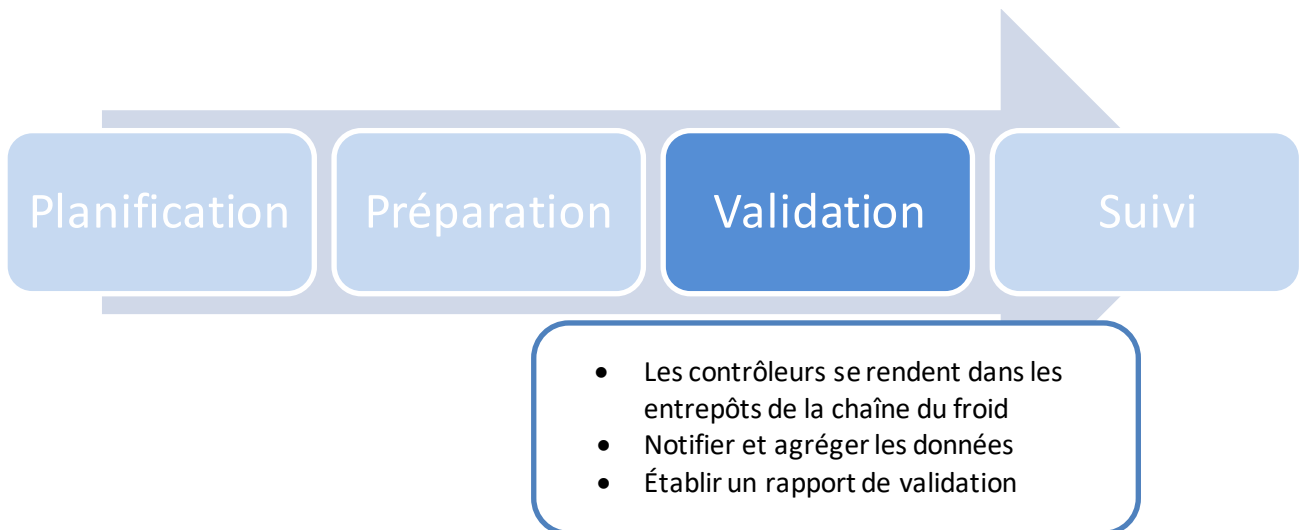 Planification
Préparation
Validation
Suivi
• Les contrôleurs se rendent dans les
entrepôts de la chaîne du froid
• Notifier et agréger les données
• Établir un rapport de validation